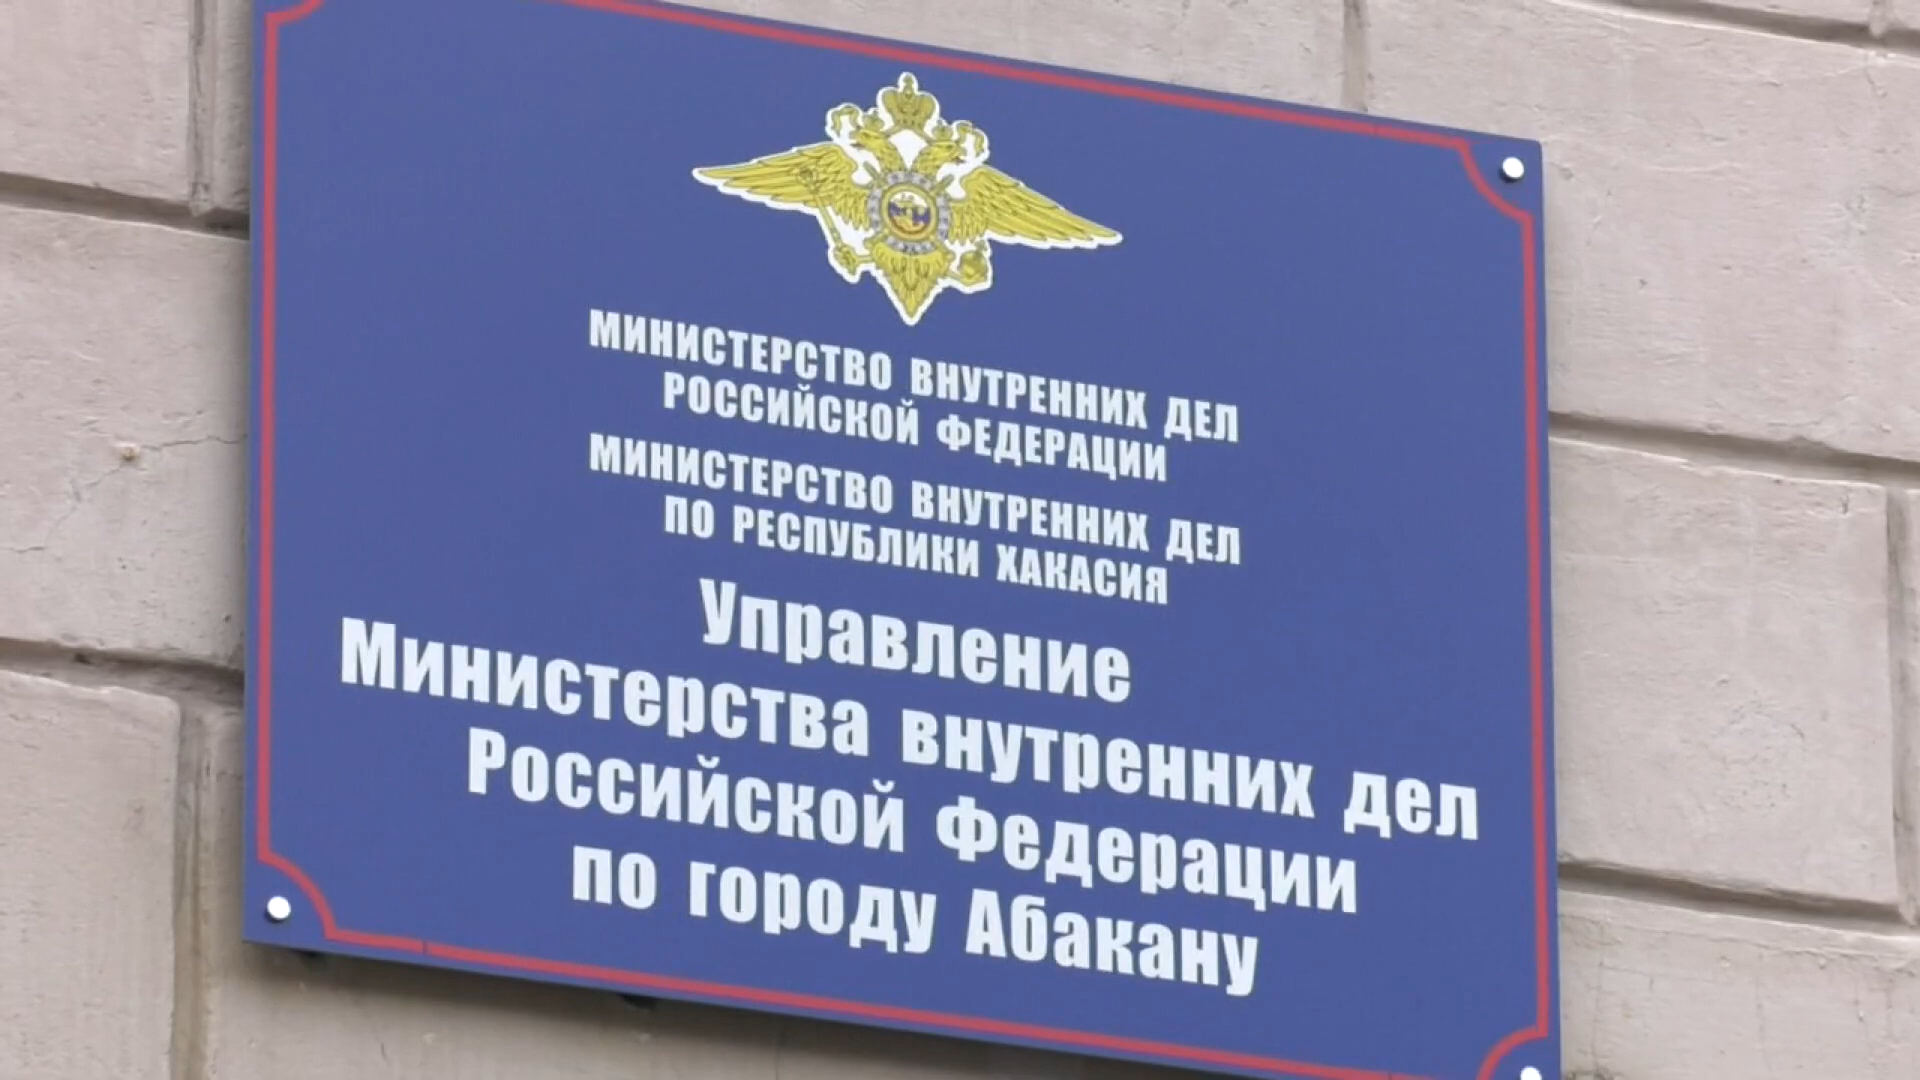 МИНИСТЕРСТВО ВНУТРЕННИХ ДЕЛ
РОССИЙСКОЙ ФЕДЕРАЦИИ
МИНИСТЕРСТВО ВНУТРЕННИХ ДЕЛ
ПО РЕСПУБЛИКИ ХАКАСИЯ
Управление
Министерства внутренних дел
Российской Федерации
по городу Абакану